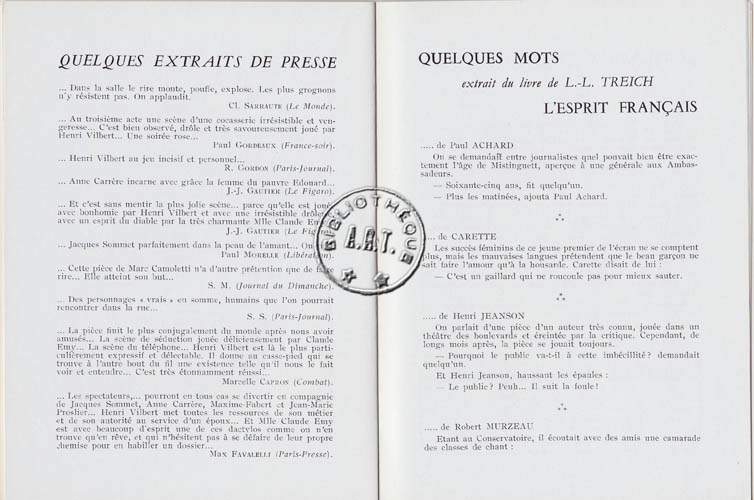 QUELQUES EXTRAITS DE PRESSE
... Dans la salle le rire monte, pouffe, explose. Les plus grognons
n'y résistent pas. On applaudit.
Cl. SARRAUTE (Le Monde).
... Au troisième acte une scène d'une cocasserie irrésistible et ven-
geresse... C'est bien observé, drôle et très savoureusement joué par
Henri Vilbert... Une soirée rose...
Paul GORDEAUX (France-soir).
... Henri Vilbert au jeu incisif et personnel...
R. GORDON (Paris-Journal).
... Anne Carrère incarne avec grâce la femme du pauvre Edouard...
J.-J. GAUTIER (Le Figaro).
... Et c'est sans mentir la plus jolie scène... parce qu'elle est joué
avec bonhomie par Henri Vilbert et avec une irrésistible drôle
avec un esprit du diable par la très charmante Mlle Claude Emy
J.-J. GAUTIER (Le Fig
... Jacques Sommet parfaitement dans la peau de l'amant... On
Paul MORELLE (Libération).
... Cette pièce de Marc Camoletti n'a d'autre prétention que de faire
rire... Elle atteint son but...
S. M. (Journal du Dimanche).
... Des personnages « vrais » en somme, humains que l'on pourrait
rencontrer dans la rue...
S. S. (Paris-Journal).
... La pièce finit le plus conjugalement du monde après nous avoir
amusés... La scène de séduction jouée délicieusement par Claude
Emy... La scène du téléphone... Henri Vilbert est là le plus parti-
culièrement expressif et délectable. Il donne au casse-pied qui se
trouve à l'autre bout du fil une existence telle qu'il nous le fait
voir et entendre... C'est très étonnamment réussi...
Marcelle CAPRON (Combat).
... Les spectateurs,... pourront en tous cas se divertir en compagnie
de Jacques Sommet, Anne Carrère, Maxime-Fabert et Jean-Marie
Proslier... Henri Vilbert met toutes les ressources de son métier
et de son autorité au service d'un époux... Et Mlle Claude Emy
est avec beaucoup d'esprit une de ces dactylos comme on n'en
trouve qu'en rêve, et qui n'hésitent pas à se défaire de leur propre
chemise pour en habiller un dossier...
Max FAVALELLI (Paris-Presse).
BIBLIOTHÈQUE
A.R.T.
QUELQUES MOTS
extrait du livre de L.-L. TREICH
L'ESPRIT FRANÇAIS
..... de Paul ACHARD
On se demandait entre journalistes quel pouvait bien être exac-
tement l'âge de Mistinguett, aperçue à une générale aux Ambas-
sadeurs.
— Soixante-cinq ans, fit quelqu'un.
— Plus les matinées, ajouta Paul Achard.
..... de CARETTE
Les succès féminins de ce jeune premier de l'écran ne se comptent
plus, mais les mauvaises langues prétendent que le beau garçon ne
sait faire l'amour qu'à la housarde. Carette disait de lui :
— C'est un gaillard qui ne roucoule pas pour mieux sauter.
..... de Henri JEANSON
On parlait d'une pièce d'un auteur très connu, jouée dans un
théâtre des boulevards et éreintée par la critique. Cependant, de
longs mois après, la pièce se jouait toujours.
— Pourquoi le public va-t-il à cette imbécillité? demandait
quelqu'un.
Et Henri Jeanson, haussant les épaules :
— Le public? Peuh... Il suit la foule!
..... de Robert MURZEAU
Etant au Conservatoire, il écoutait avec des amis une camarade
des classes de chant :